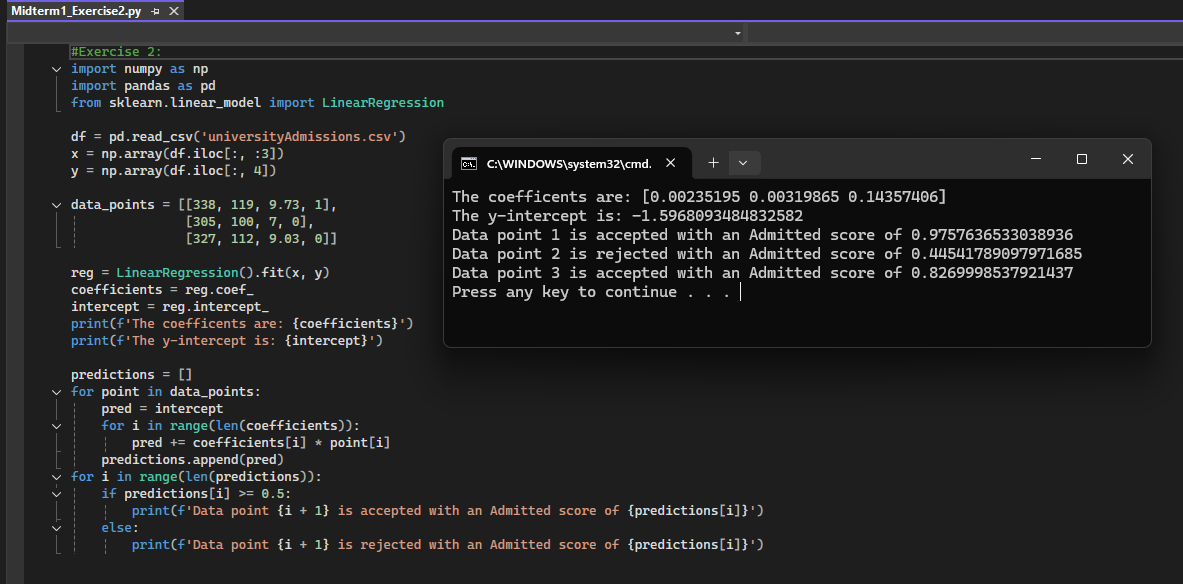 Midterm1_Exercise2.py
#Exercise 2:
import numpy as np
import pandas as pd
from sklearn.linear_model import LinearRegression
df = pd.read_csv('universityAdmissions.csv')
x = np.array(df.iloc[:, :3])
y = np.array(df.iloc[:, 4])
data_points = [[338, 119, 9.73, 1],
[305, 100, 7, 0],
[327, 112, 9.03, 0]]
reg = LinearRegression().fit(x, y)
coefficients = reg.coef_
intercept = reg.intercept_
print(f'The coefficents are: {coefficients}')
print(f'The y-intercept is: {intercept}')
predictions = []
for point in data_points:
pred = intercept
for i in range(len(coefficients)):
pred += coefficients[i] * point[i]
predictions.append(pred)
for i in range(len(predictions)):
if predictions[i] >= 0.5:
print(f'Data point {i + 1} is accepted with an Admitted score of {predictions[i]}')
else:
print(f'Data point {i + 1} is rejected with an Admitted score of {predictions[i]}')
C:\WINDOWS\system32\cmd.
The coefficents are: [0.00235195 0.00319865 0.14357406]
The y-intercept is: -1.5968093484832582
Data point 1 is accepted with an Admitted score of 0.9757636533038936
Data point 2 is rejected with an Admitted score of 0.44541789097971685
Data point 3 is accepted with an Admitted score of 0.8269998537921437
Press any key to continue . . .